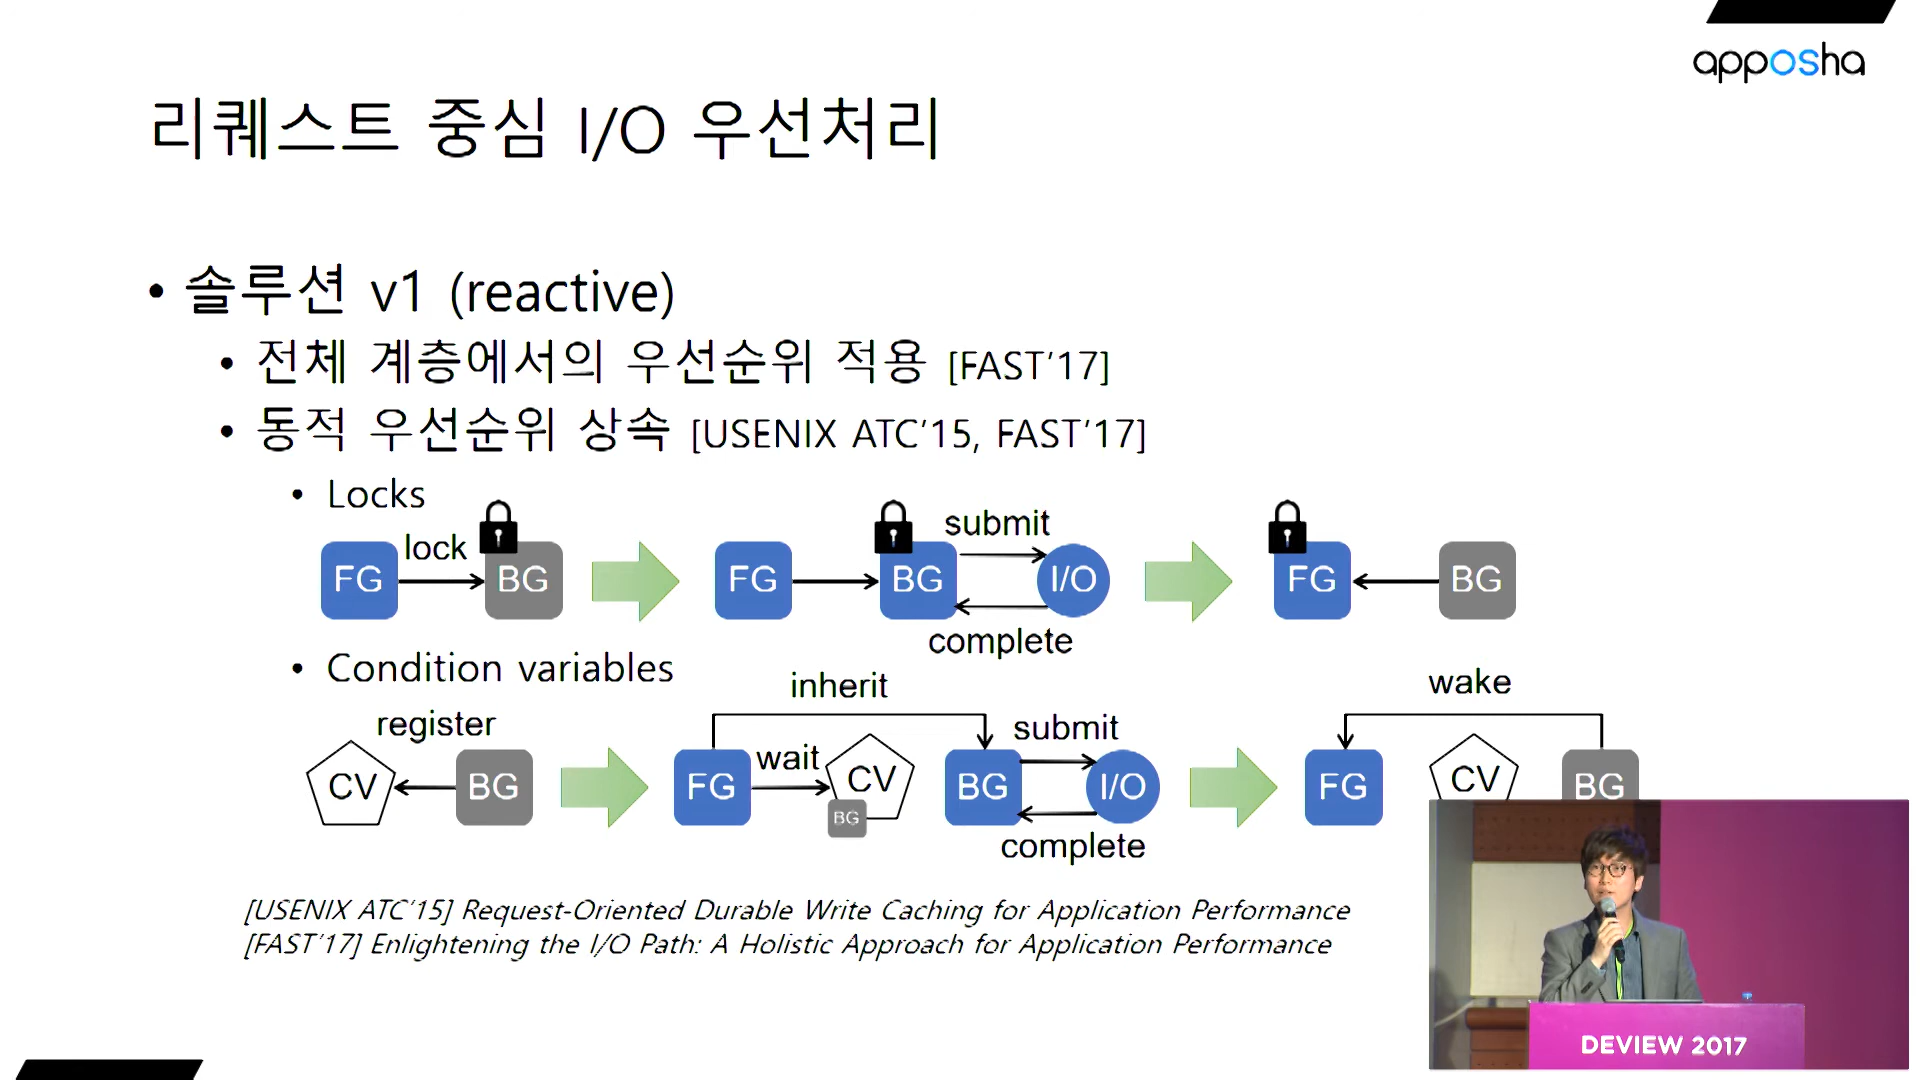 apposha
리퀘스트 중심 I/O 우선처리
• 솔루션 v1 (reactive)
• 전체 계층에서의 우선순위 적용 [FAST'17]
• 동적 우선순위 상속 [USENIX ATC'15, FAST'17]
• Locks
FG lock BG FG BG submit I/O complete FG BG
• Condition variables
register inherit submit wake
CV BG FG wait CV BG BG I/O FG CV BG
complete
[USENIX ATC'15] Request-Oriented Durable Write Caching for Application Performance
[FAST'17] Enlightening the I/O Path: A Holistic Approach for Application Performance
DEVIEW 2017